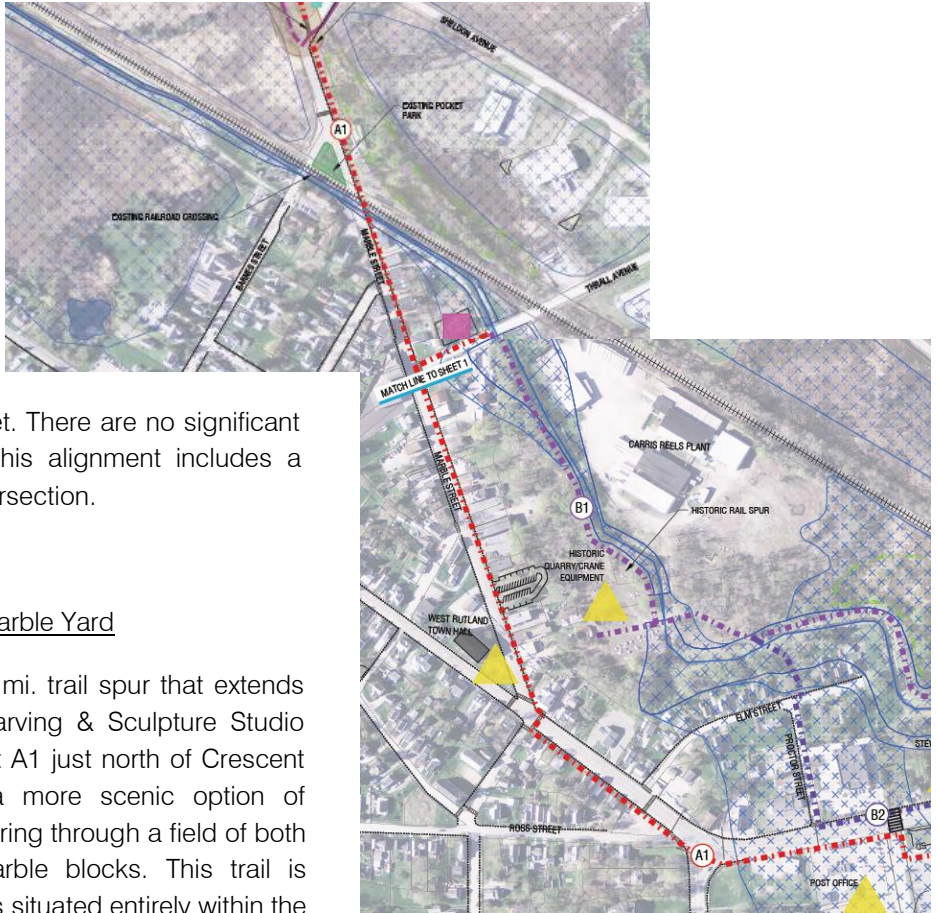 SHELDON AVENUE
EXISTING POCKET
PARK
A1
EXISTING RAILROAD CROSSING
BARNES STREET
MARBLE STREET
THRALL AVENUE
MATCH LINE TO SHEET 1
MARBLE STREET
CARRIS REELS PLANT
B1
HISTORIC RAIL SPUR
HISTORIC
QUARRY/CRANE
EQUIPMENT
WEST RUTLAND
TOWN HALL
ELM STREET
PROCTOR STREET
STEV
B2
ROSS STREET
A1
POST OFFICE
et. There are no significant
This alignment includes a
ersection.
arble Yard
mi. trail spur that extends
arving & Sculpture Studio
t A1 just north of Crescent
a more scenic option of
ring through a field of both
arble blocks. This trail is
s situated entirely within the